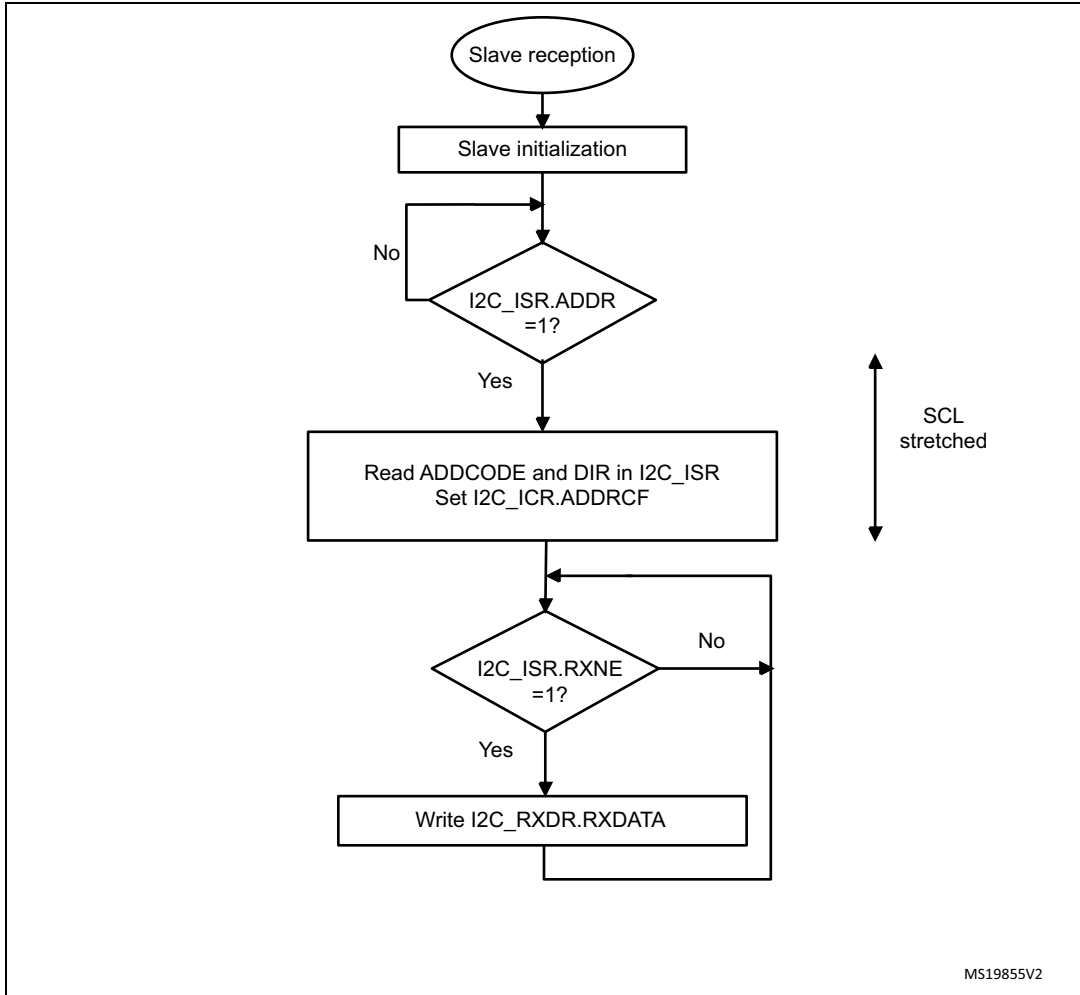 Slave reception
Slave initialization
No
I2C_ISR.ADDR
=1?
Yes
SCL
stretched
Read ADDCODE and DIR in I2C_ISR
Set I2C_ICR.ADDRCF
No
I2C_ISR.RXNE
=1?
Yes
Write I2C_RXDR.RXDATA
MS19855V2